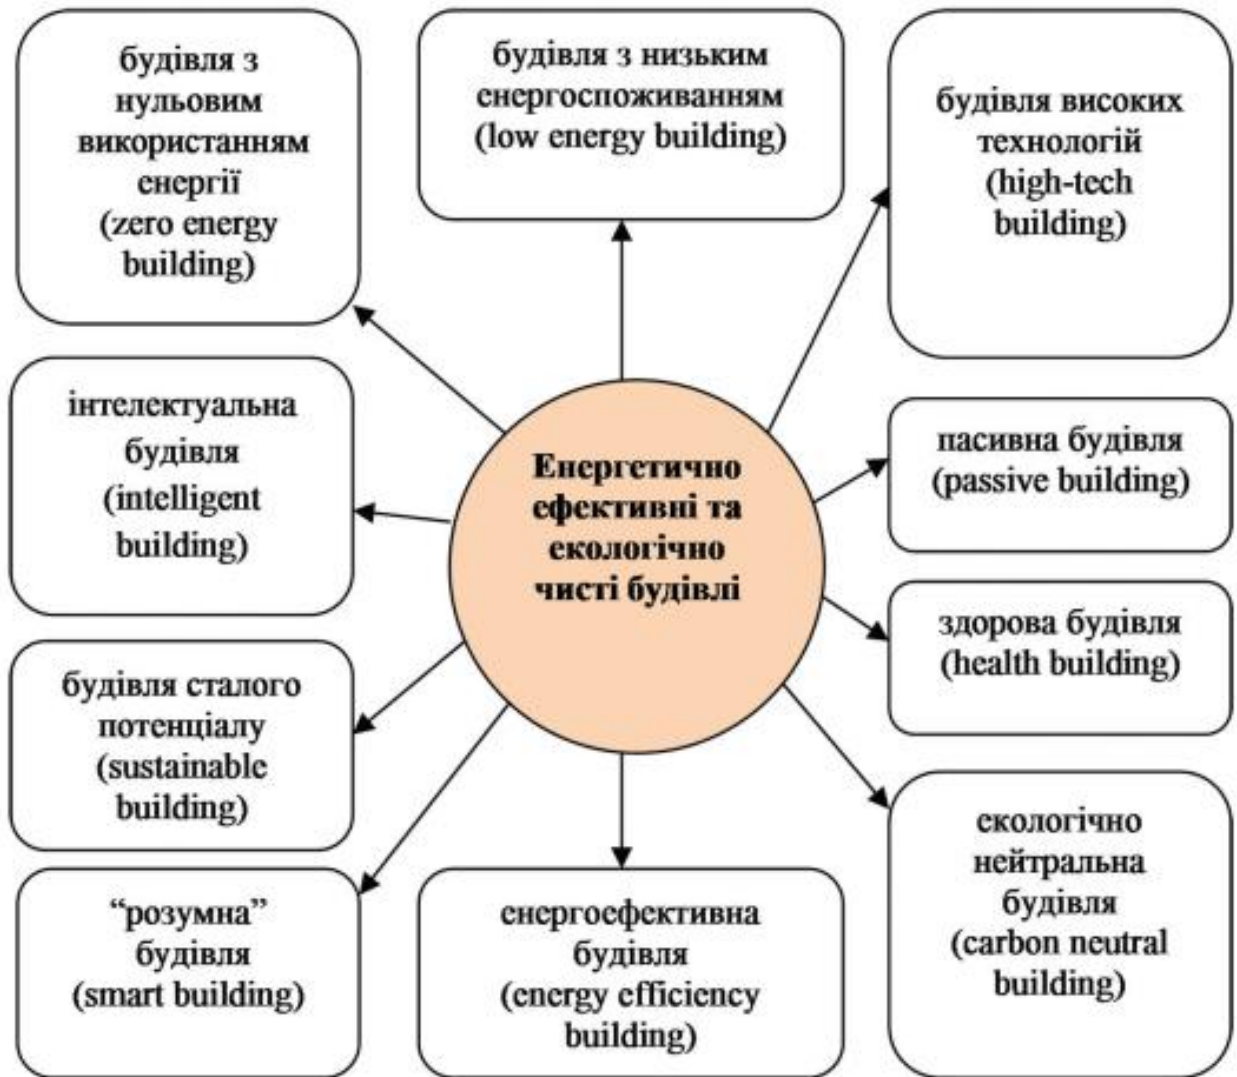 будівля з
нульовим
використанням
енергії
(zero energy
building)
будівля з низьким
енергоспоживанням
(low energy building)
будівля високих
технологій
(high-tech
building)
інтелектуальна
будівля
(intelligent
building)
Енергетично
ефективні та
екологічно
чисті будівлі
пасивна будівля
(passive building)
здорова будівля
(health building)
будівля сталого
потенціалу
(sustainable
building)
“розумна”
будівля
(smart building)
енергоефективна
будівля
(energy efficiency
building)
екологічно
нейтральна
будівля
(carbon neutral
building)